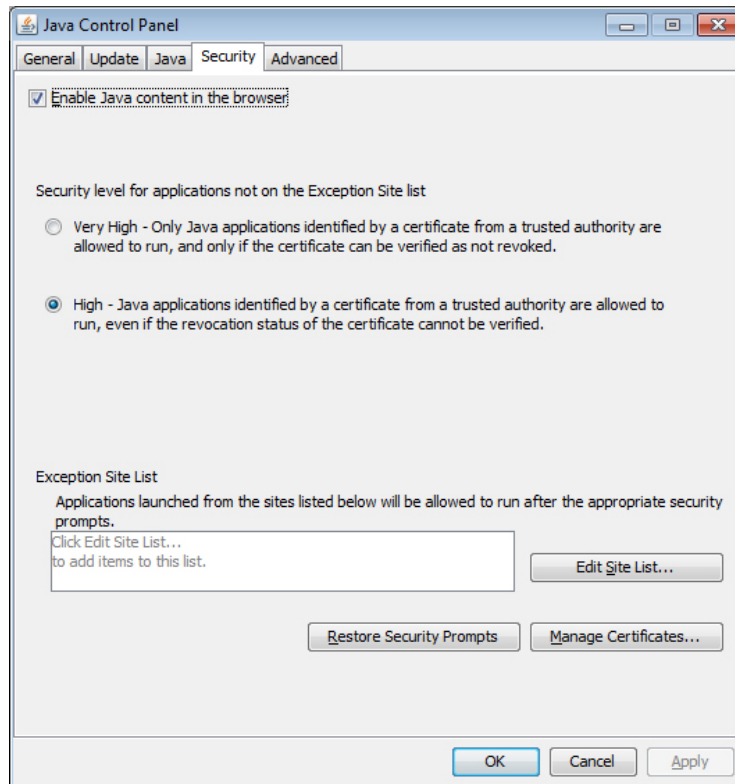 Java Control Panel
General Update Java Security Advanced
Enable Java content in the browser
Security level for applications not on the Exception Site list
Very High - Only Java applications identified by a certificate from a trusted authority are
allowed to run, and only if the certificate can be verified as not revoked.
High - Java applications identified by a certificate from a trusted authority are allowed to
run, even if the revocation status of the certificate cannot be verified.
Exception Site List
Applications launched from the sites listed below will be allowed to run after the appropriate security
prompts.
Click Edit Site List...
to add items to this list.
Edit Site List...
Restore Security Prompts Manage Certificates...
OK Cancel Apply